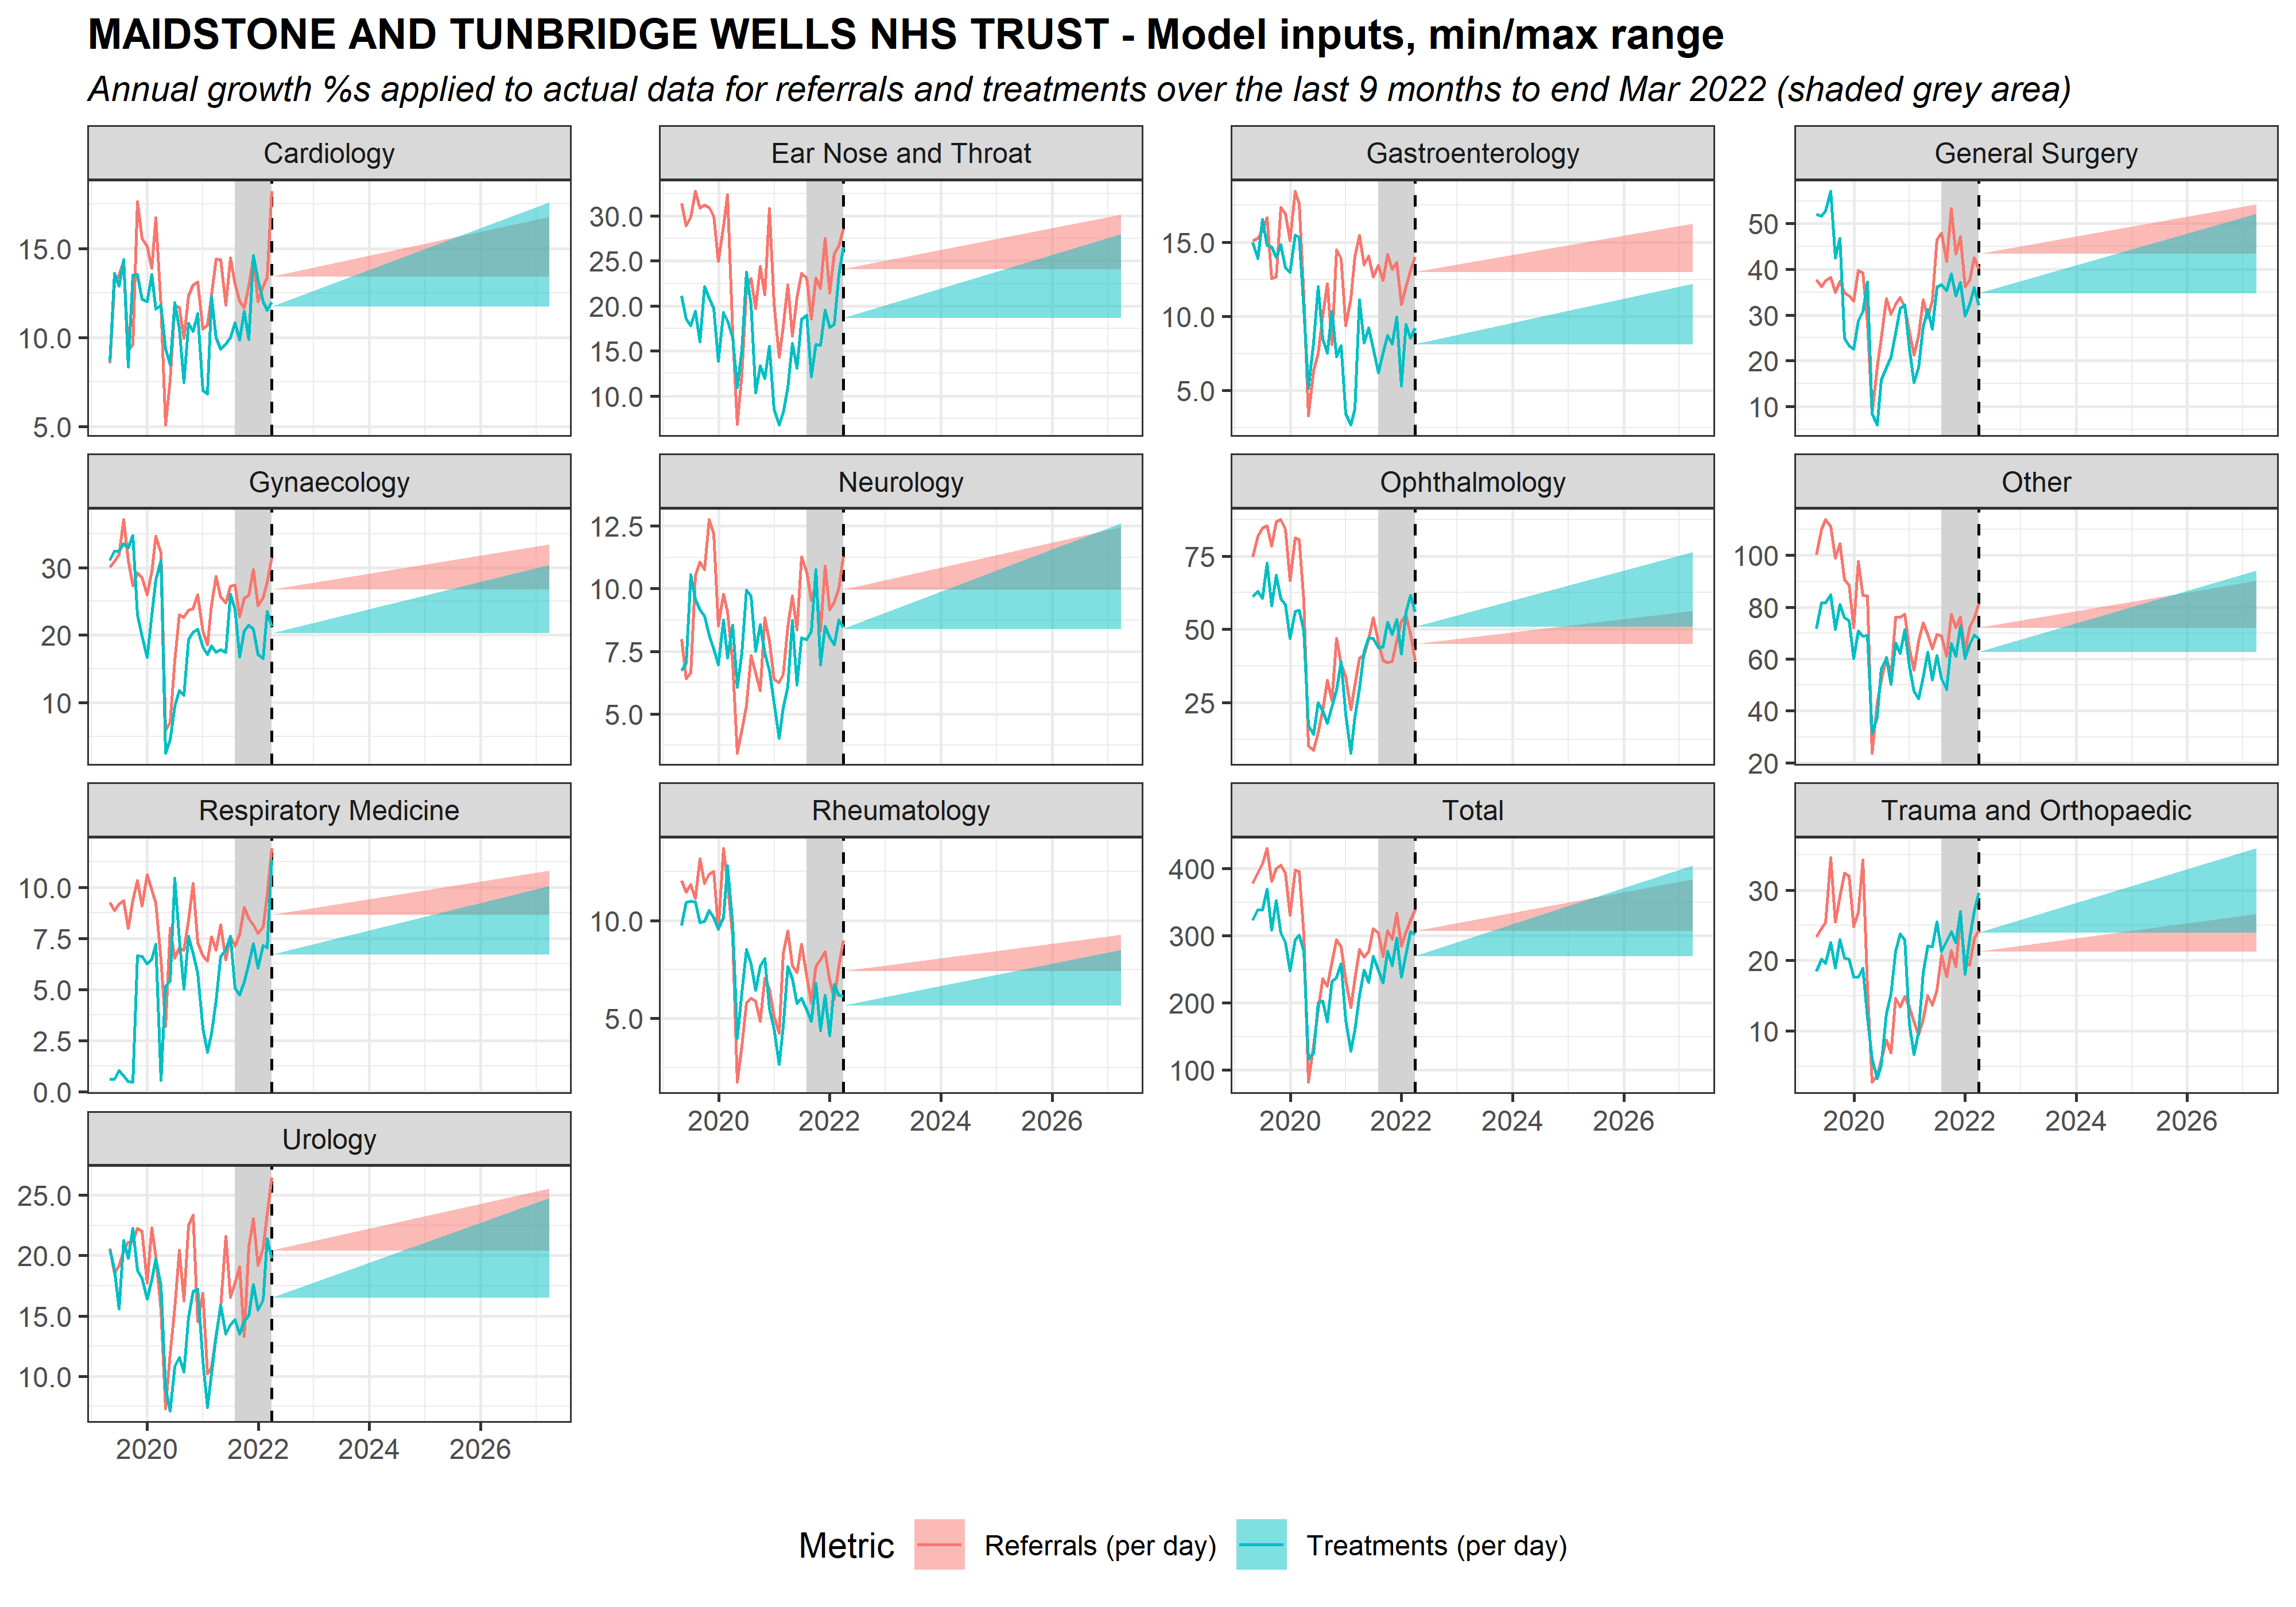 MAIDSTONE AND TUNBRIDGE WELLS NHS TRUST - Model inputs, min/max range
Annual growth %s applied to actual data for referrals and treatments over the last 9 months to end Mar 2022 (shaded grey area)
Cardiology
15.0
10.0
5.0
Ear Nose and Throat
30.0
25.0
20.0
15.0
10.0
Gastroenterology
15.0
10.0
5.0
General Surgery
50
40
30
20
10
Gynaecology
30
20
10
Neurology
12.5
10.0
7.5
5.0
Ophthalmology
75
50
25
Other
100
80
60
40
20
Respiratory Medicine
10.0
7.5
5.0
2.5
0.0
Rheumatology
10.0
5.0
2020 2022 2024 2026
Total
400
300
200
100
2020 2022 2024 2026
Trauma and Orthopaedic
30
20
10
2020 2022 2024 2026
Urology
25.0
20.0
15.0
10.0
2020 2022 2024 2026
Metric Referrals (per day) Treatments (per day)